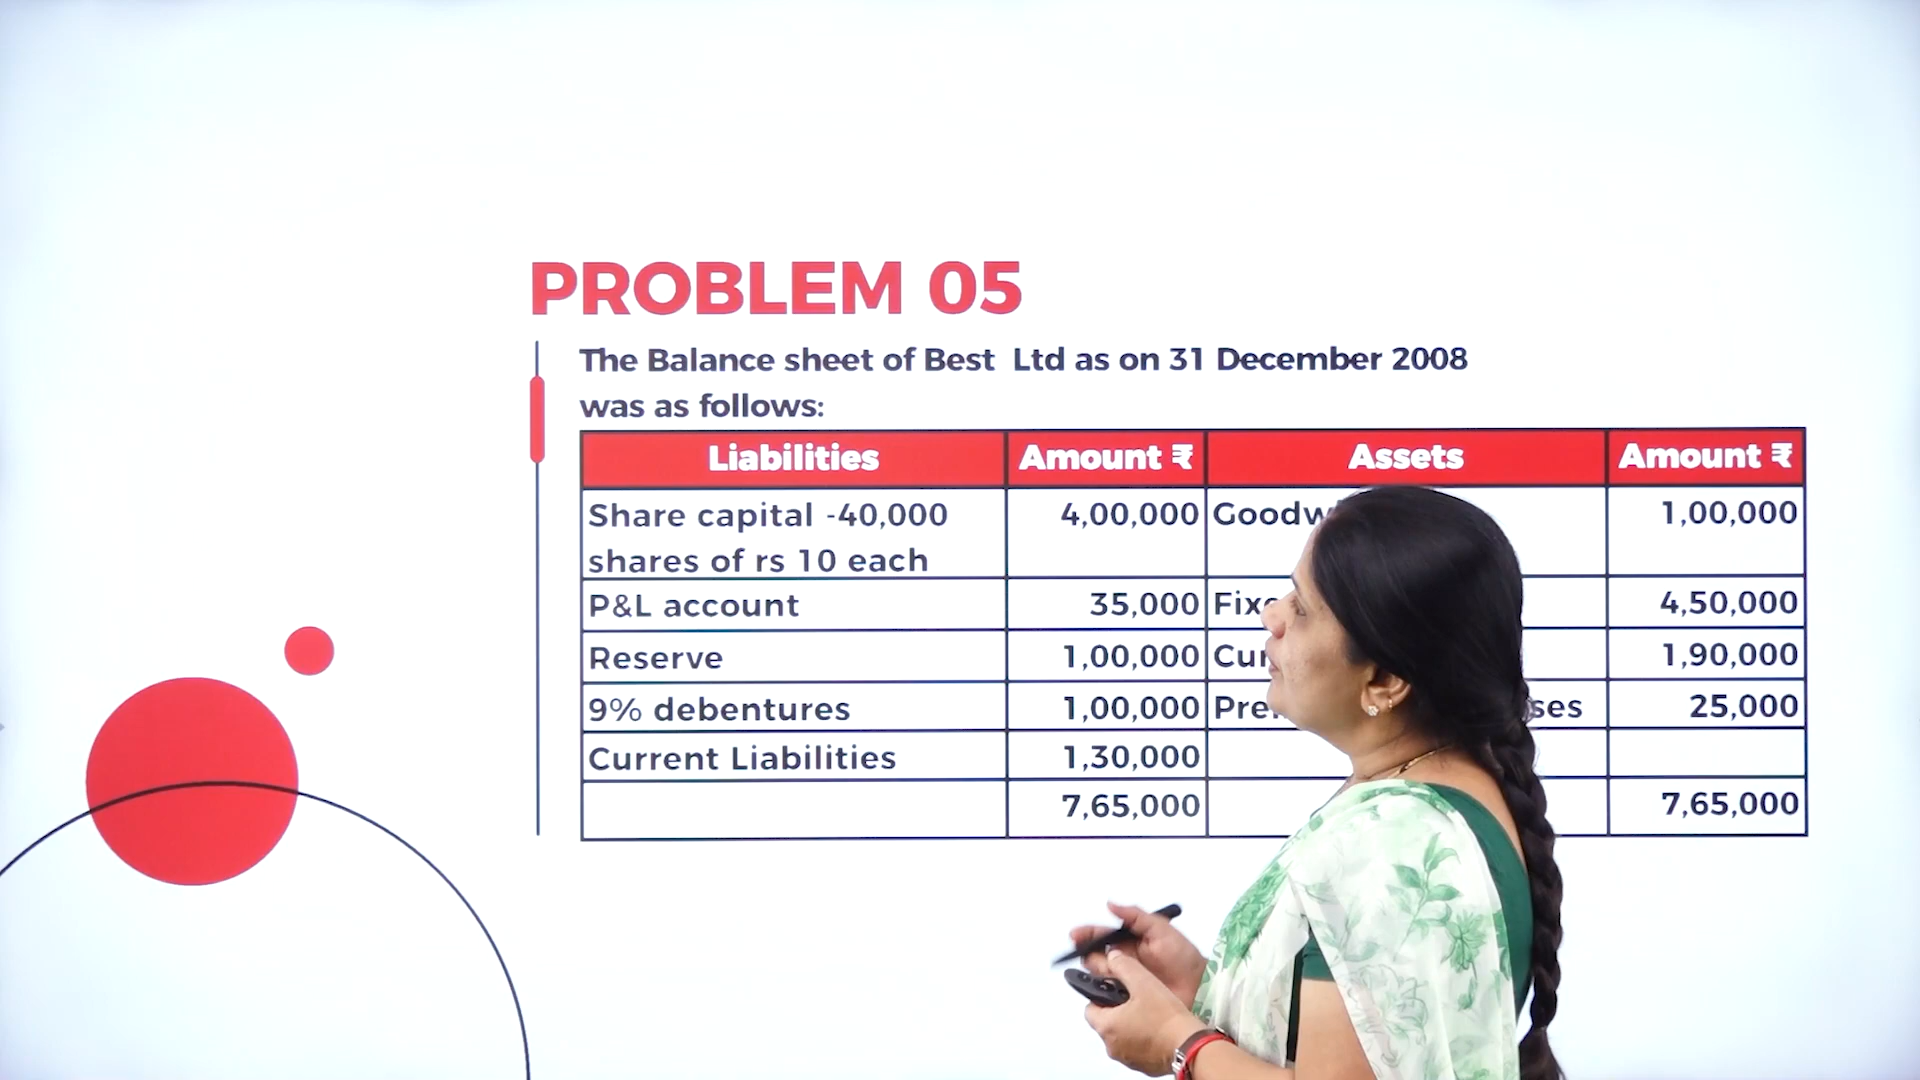 PROBLEM 05
The Balance sheet of Best Ltd as on 31 December 2008
was as follows:
Liabilities Amount ₹ Assets Amount ₹
Share capital -40,000 4,00,000 1,00,000
shares of rs 10 each
P&L account 35,000 4,50,000
Reserve 1,00,000 1,90,000
9% debentures 1,00,000 25,000
Current Liabilities 1,30,000
7,65,000 7,65,000